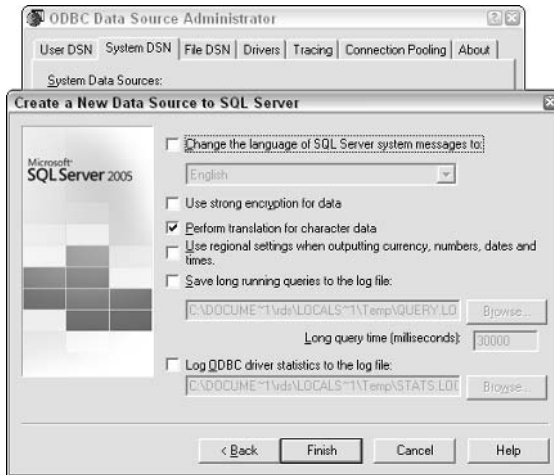 ODBC Data Source Administrator
User DSN System DSN File DSN Drivers Tracing Connection Pooling About
System Data Sources:
Create a New Data Source to SQL Server
Microsoft
SQL Server 2005
Change the language of SQL Server system messages to:
English
Use strong encryption for data
Perform translation for character data
Use regional settings when outputting currency, numbers, dates and
times.
Save long running queries to the log file:
C:\DOCUME~1\rds\LOCALS~1\Temp\QUERY.LO
Browse...
Long query time (milliseconds):
30000
Log ODBC driver statistics to the log file:
C:\DOCUME~1\rds\LOCALS~1\Temp\STATS.LOG
Browse...
< Back Finish Cancel Help